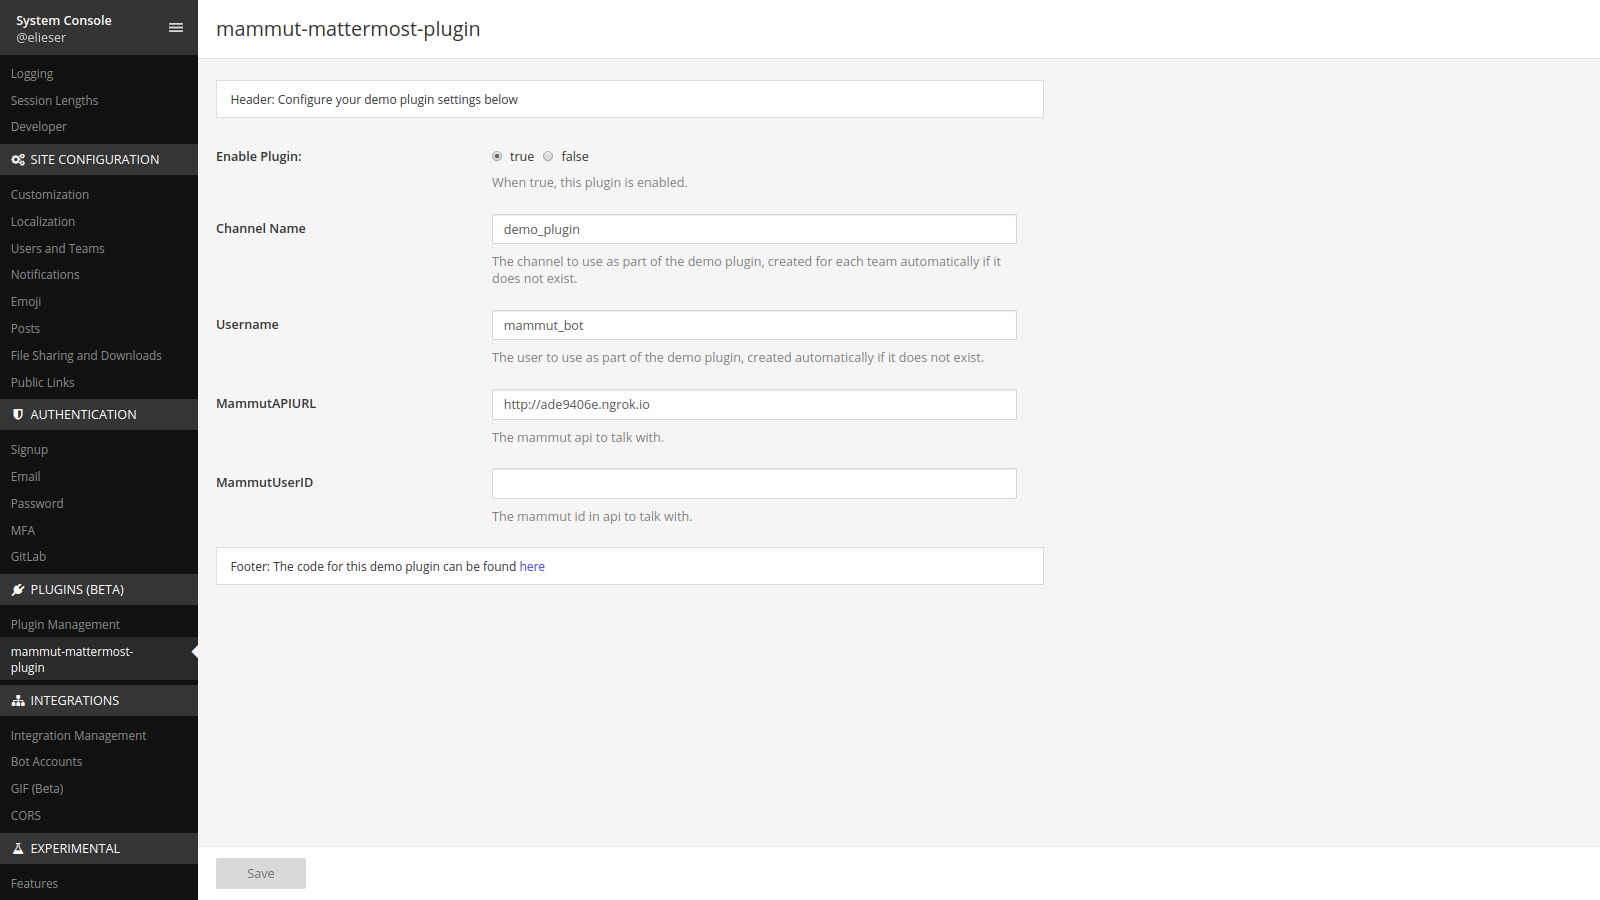 System Console
@elieser
Logging
Session Lengths
Developer
SITE CONFIGURATION
Customization
Localization
Users and Teams
Notifications
Emoji
Posts
File Sharing and Downloads
Public Links
AUTHENTICATION
Signup
Email
Password
MFA
GitLab
PLUGINS (BETA)
Plugin Management
mammut-mattermost-
plugin
INTEGRATIONS
Integration Management
Bot Accounts
GIF (Beta)
CORS
EXPERIMENTAL
Features
mammut-mattermost-plugin
Header: Configure your demo plugin settings below
Enable Plugin:
true false
When true, this plugin is enabled.
Channel Name
demo_plugin
The channel to use as part of the demo plugin, created for each team automatically if it
does not exist.
Username
mammut_bot
The user to use as part of the demo plugin, created automatically if it does not exist.
MammutAPIURL
http://ade9406e.ngrok.io
The mammut api to talk with.
MammutUserID
The mammut id in api to talk with.
Footer: The code for this demo plugin can be found here
Save